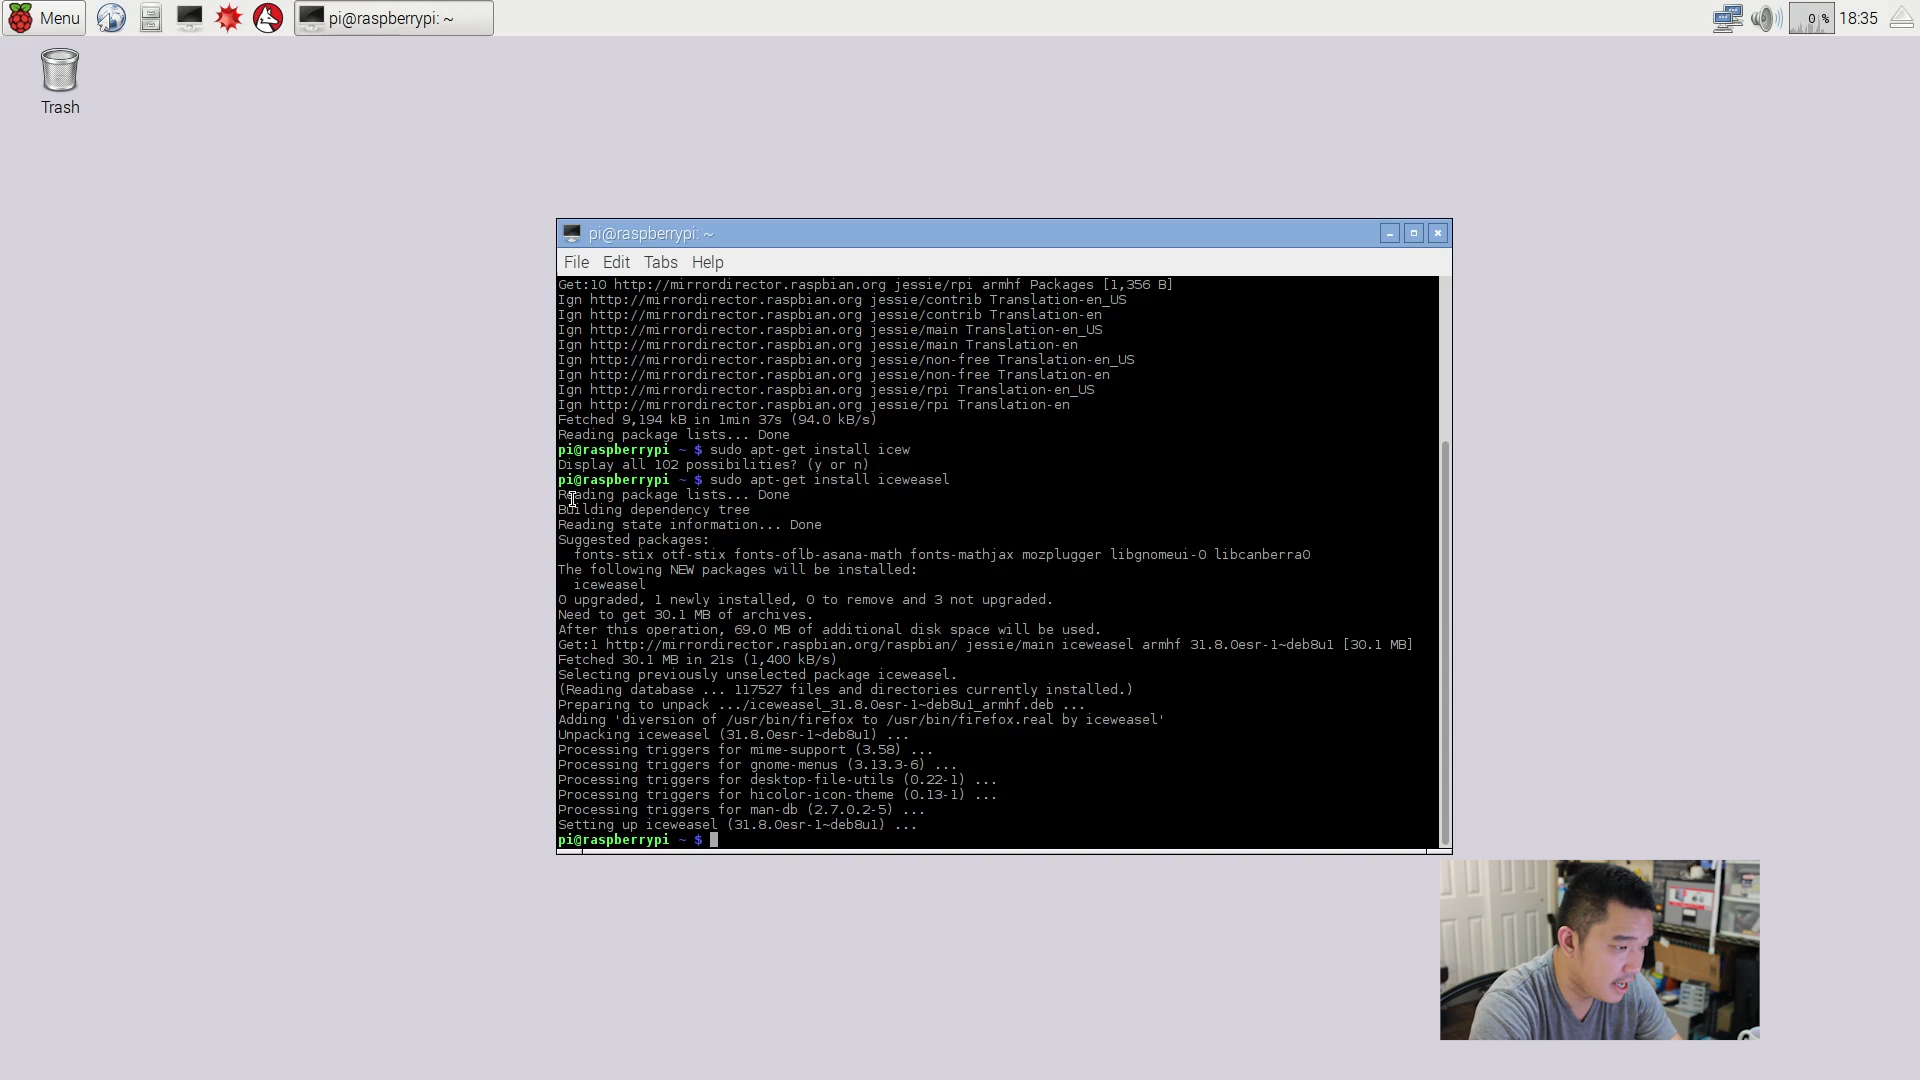 Menu
pi@raspberrypi: ~
0 %
18:35
Trash
pi@raspberrypi: ~
File Edit Tabs Help
Get:10 http://mirrordirector.raspbian.org jessie/rpi armhf Packages [1,356 B]
Ign http://mirrordirector.raspbian.org jessie/contrib Translation-en_US
Ign http://mirrordirector.raspbian.org jessie/contrib Translation-en
Ign http://mirrordirector.raspbian.org jessie/main Translation-en_US
Ign http://mirrordirector.raspbian.org jessie/main Translation-en
Ign http://mirrordirector.raspbian.org jessie/non-free Translation-en_US
Ign http://mirrordirector.raspbian.org jessie/non-free Translation-en
Ign http://mirrordirector.raspbian.org jessie/rpi Translation-en_US
Ign http://mirrordirector.raspbian.org jessie/rpi Translation-en
Fetched 9,194 kB in 1min 37s (94.0 kB/s)
Reading package lists... Done
pi@raspberrypi ~ $ sudo apt-get install icew
Display all 102 possibilities? (y or n)
pi@raspberrypi ~ $ sudo apt-get install iceweasel
Reading package lists... Done
Building dependency tree
Reading state information... Done
Suggested packages:
  fonts-stix otf-stix fonts-oflb-asana-math fonts-mathjax mozplugger libgnomeui-0 libcanberra0
The following NEW packages will be installed:
  iceweasel
0 upgraded, 1 newly installed, 0 to remove and 3 not upgraded.
Need to get 30.1 MB of archives.
After this operation, 69.0 MB of additional disk space will be used.
Get:1 http://mirrordirector.raspbian.org/raspbian/ jessie/main iceweasel armhf 31.8.0esr-1~deb8u1 [30.1 MB]
Fetched 30.1 MB in 21s (1,400 kB/s)
Selecting previously unselected package iceweasel.
(Reading database ... 117527 files and directories currently installed.)
Preparing to unpack .../iceweasel_31.8.0esr-1~deb8u1_armhf.deb ...
Adding 'diversion of /usr/bin/firefox to /usr/bin/firefox.real by iceweasel'
Unpacking iceweasel (31.8.0esr-1~deb8u1) ...
Processing triggers for mime-support (3.58) ...
Processing triggers for gnome-menus (3.13.3-6) ...
Processing triggers for desktop-file-utils (0.22-1) ...
Processing triggers for hicolor-icon-theme (0.13-1) ...
Processing triggers for man-db (2.7.0.2-5) ...
Setting up iceweasel (31.8.0esr-1~deb8u1) ...
pi@raspberrypi ~ $